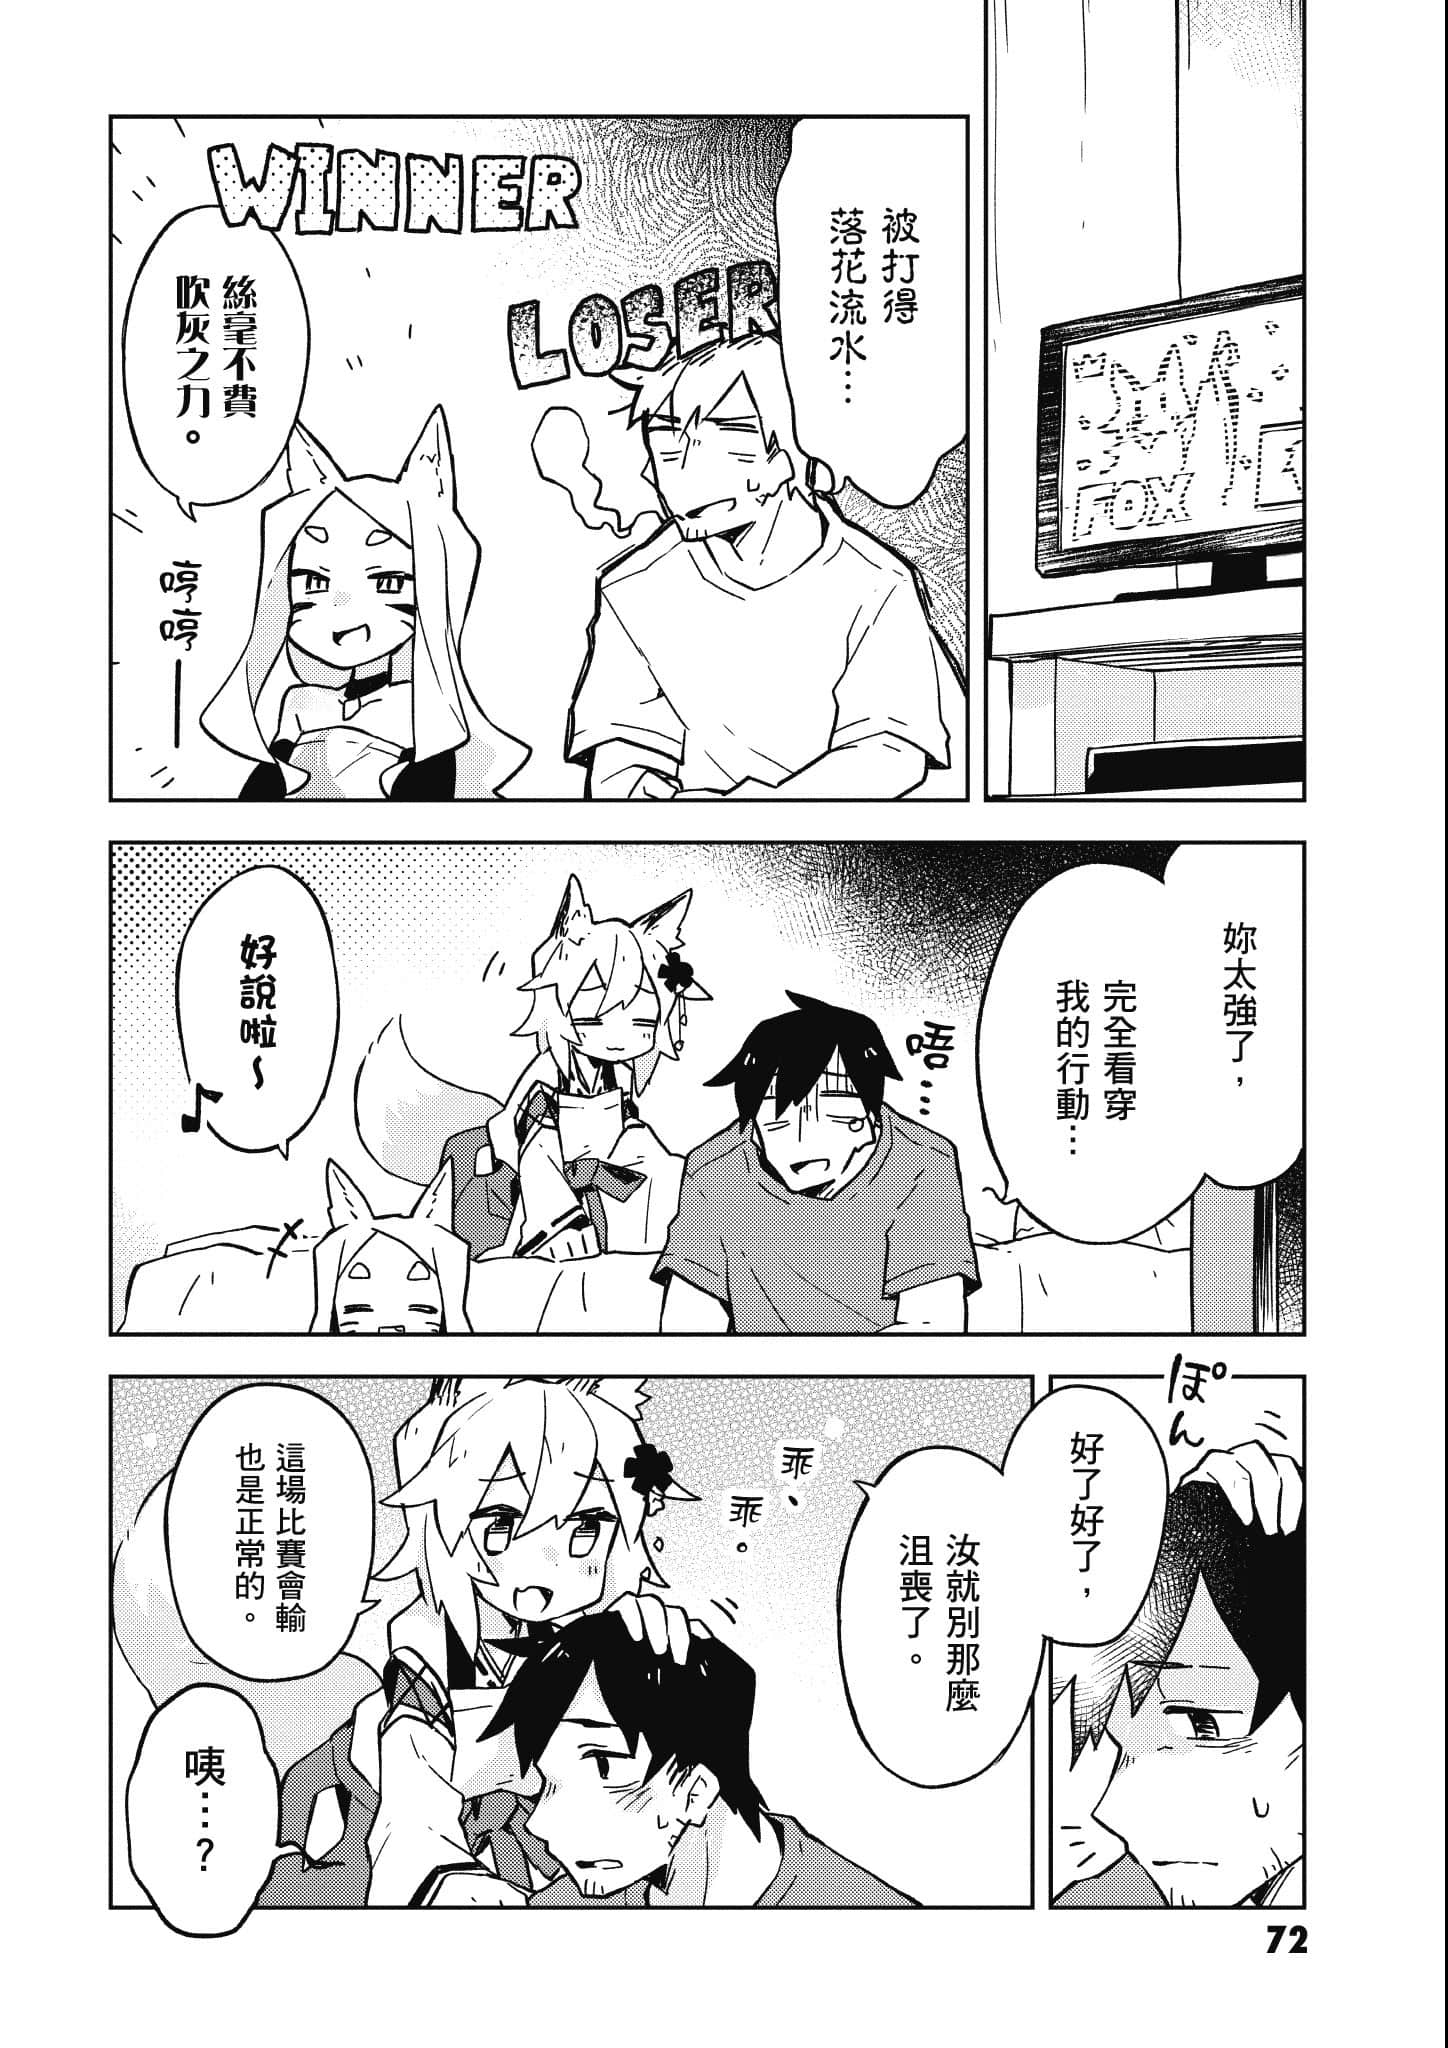 FOX
被打得
落花流水…
WINNER
LOSER
絲毫不費
吹灰之力。
哼哼——
妳太強了，
完全看穿
我的行動…
唔…
好說啦～♪
ぽん
好了好了，
汝就別那麼
沮喪了。
乖、
乖。
這場比賽會輸
也是正常的。
咦…？
72